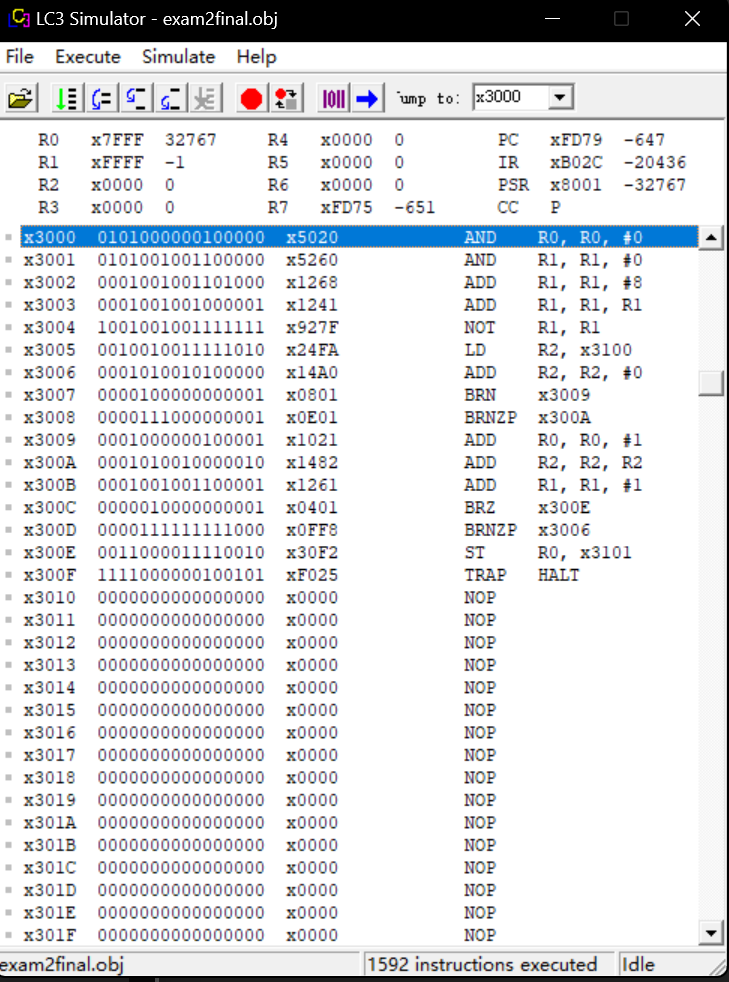 LC3 Simulator - exam2final.obj
File Execute Simulate Help
Jump to: x3000
R0 x7FFF 32767 R4 x0000 0 PC xFD79 -647
R1 xFFFF -1 R5 x0000 0 IR xB02C -20436
R2 x0000 0 R6 x0000 0 PSR x8001 -32767
R3 x0000 0 R7 xFD75 -651 CC P
x3000 0101000000100000 x5020 AND R0, R0, #0
x3001 0101001001100000 x5260 AND R1, R1, #0
x3002 0001001001101000 x1268 ADD R1, R1, #8
x3003 0001001001000001 x1241 ADD R1, R1, R1
x3004 1001001001111111 x927F NOT R1, R1
x3005 0010010011111010 x24FA LD R2, x3100
x3006 0001010010100000 x14A0 ADD R2, R2, #0
x3007 0000100000000001 x0801 BRN x3009
x3008 0000111000000001 x0E01 BRNZP x300A
x3009 0001000000100001 x1021 ADD R0, R0, #1
x300A 0001010010000010 x1482 ADD R2, R2, R2
x300B 0001001001100001 x1261 ADD R1, R1, #1
x300C 0000010000000001 x0401 BRZ x300E
x300D 0000111111111000 x0FF8 BRNZP x3006
x300E 0011000011110010 x30F2 ST R0, x3101
x300F 1111000000100101 xF025 TRAP HALT
x3010 0000000000000000 x0000 NOP
x3011 0000000000000000 x0000 NOP
x3012 0000000000000000 x0000 NOP
x3013 0000000000000000 x0000 NOP
x3014 0000000000000000 x0000 NOP
x3015 0000000000000000 x0000 NOP
x3016 0000000000000000 x0000 NOP
x3017 0000000000000000 x0000 NOP
x3018 0000000000000000 x0000 NOP
x3019 0000000000000000 x0000 NOP
x301A 0000000000000000 x0000 NOP
x301B 0000000000000000 x0000 NOP
x301C 0000000000000000 x0000 NOP
x301D 0000000000000000 x0000 NOP
x301E 0000000000000000 x0000 NOP
x301F 0000000000000000 x0000 NOP
exam2final.obj 1592 instructions executed Idle